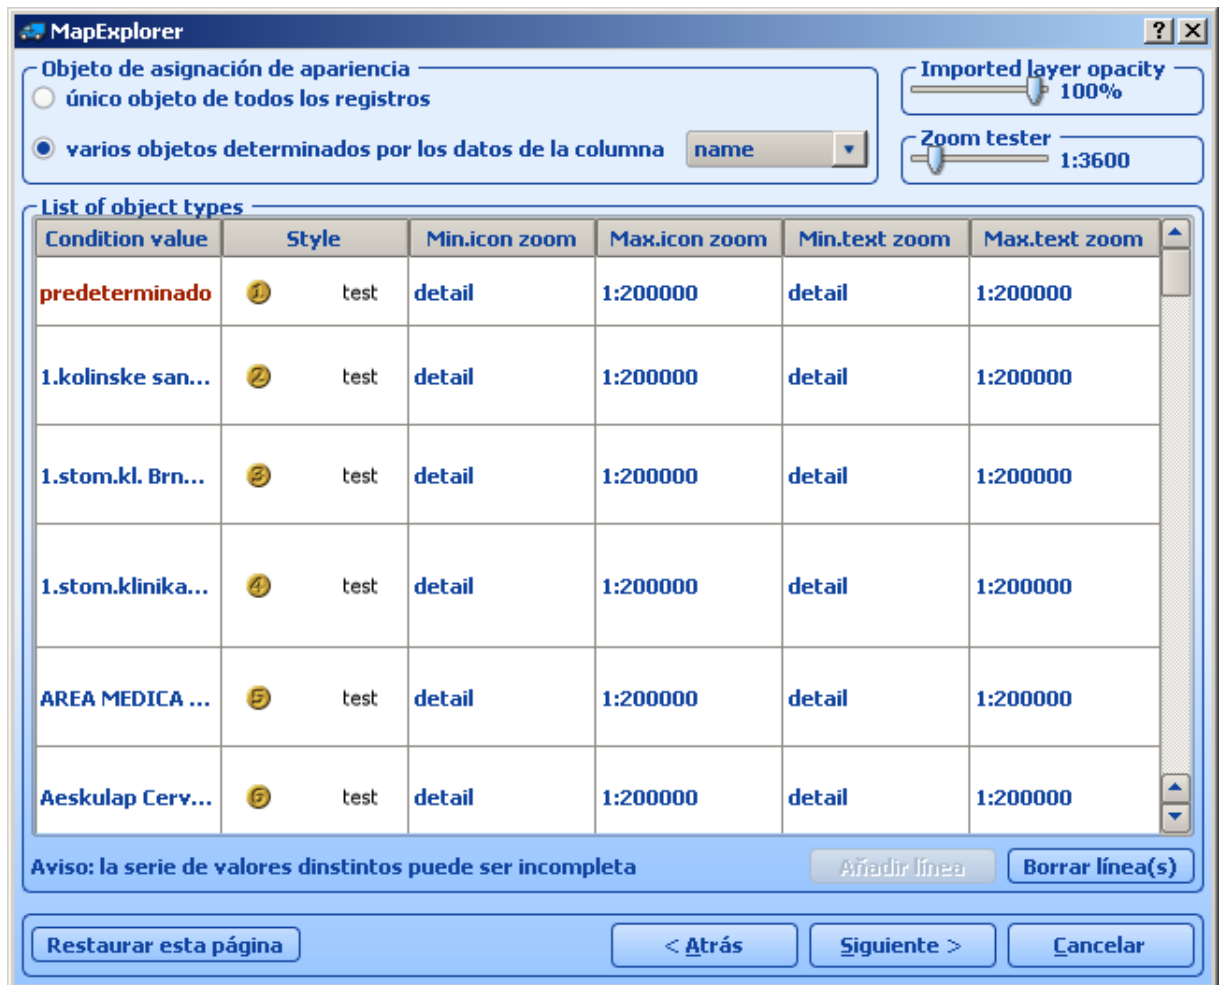 MapExplorer
Objeto de asignación de apariencia
único objeto de todos los registros
varios objetos determinados por los datos de la columna name
Imported layer opacity
100%
Zoom tester
1:3600
List of object types
Condition value Style Min.icon zoom Max.icon zoom Min.text zoom Max.text zoom
predeterminado 1 test detail 1:200000 detail 1:200000
1.kolinske san... 2 test detail 1:200000 detail 1:200000
1.stom.kl. Brn... 3 test detail 1:200000 detail 1:200000
1.stom.klinika... 4 test detail 1:200000 detail 1:200000
AREA MEDICA ... 5 test detail 1:200000 detail 1:200000
Aeskulap Cerv... 6 test detail 1:200000 detail 1:200000
Aviso: la serie de valores dinstintos puede ser incompleta
Añadir línea
Borrar línea(s)
Restaurar esta página
< Atrás
Siguiente >
Cancelar